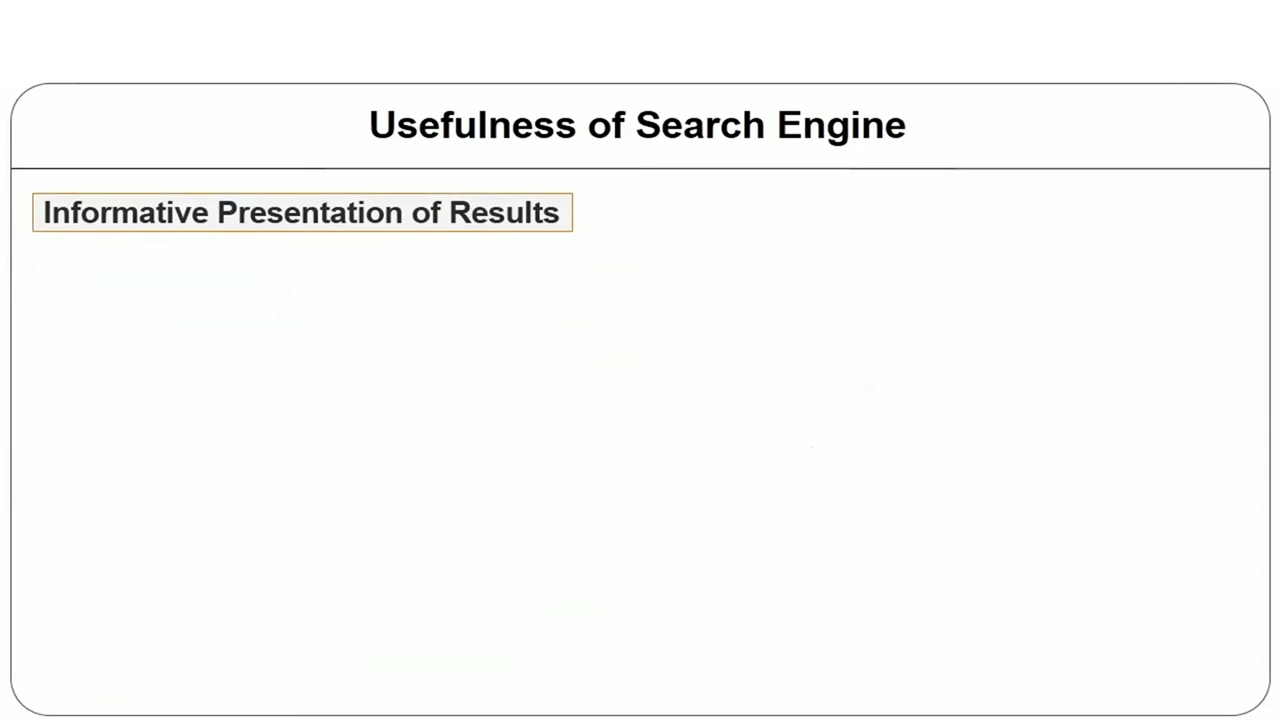 Usefulness of Search Engine
Informative Presentation of Results